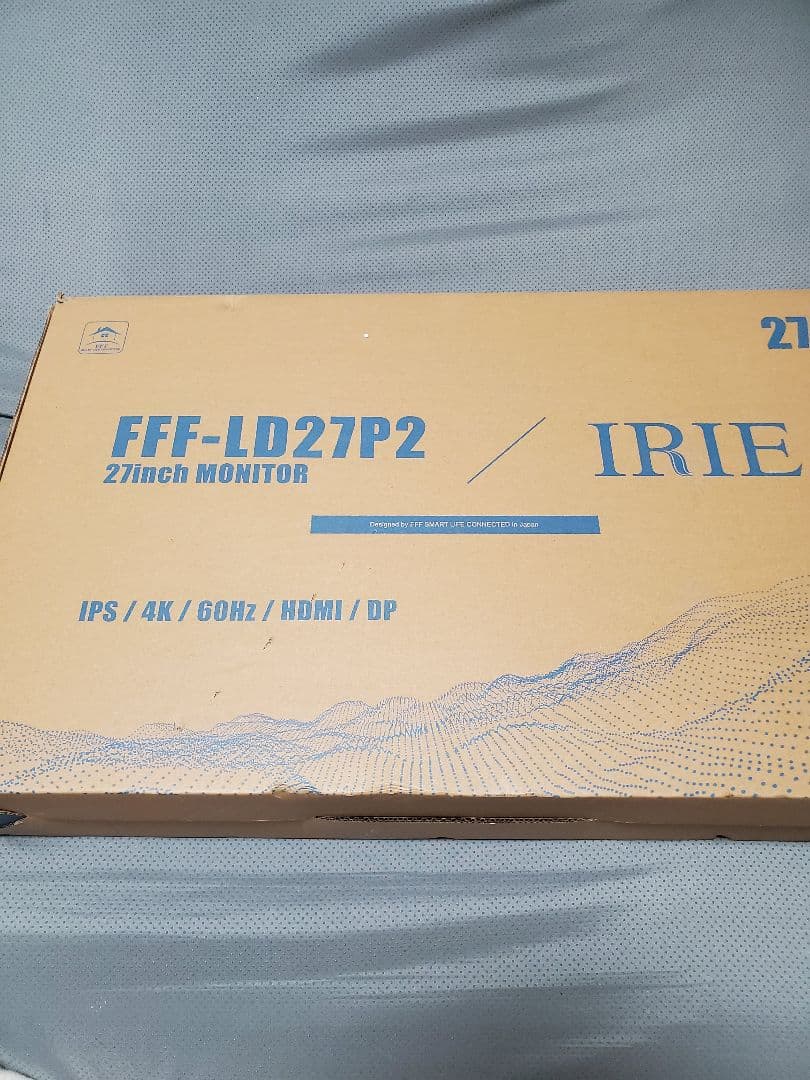 27
FFF
FFF-LD27P2
27inch MONITOR
IRIE
Designed by FFF SMART LIFE CONNECTED in Japan
IPS / 4K / 60Hz / HDMI / DP